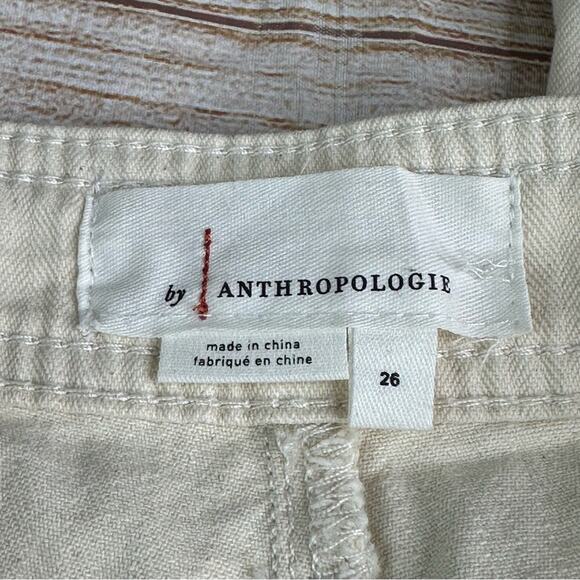 by ANTHROPOLOGIE
made in china
fabriqué en chine
26